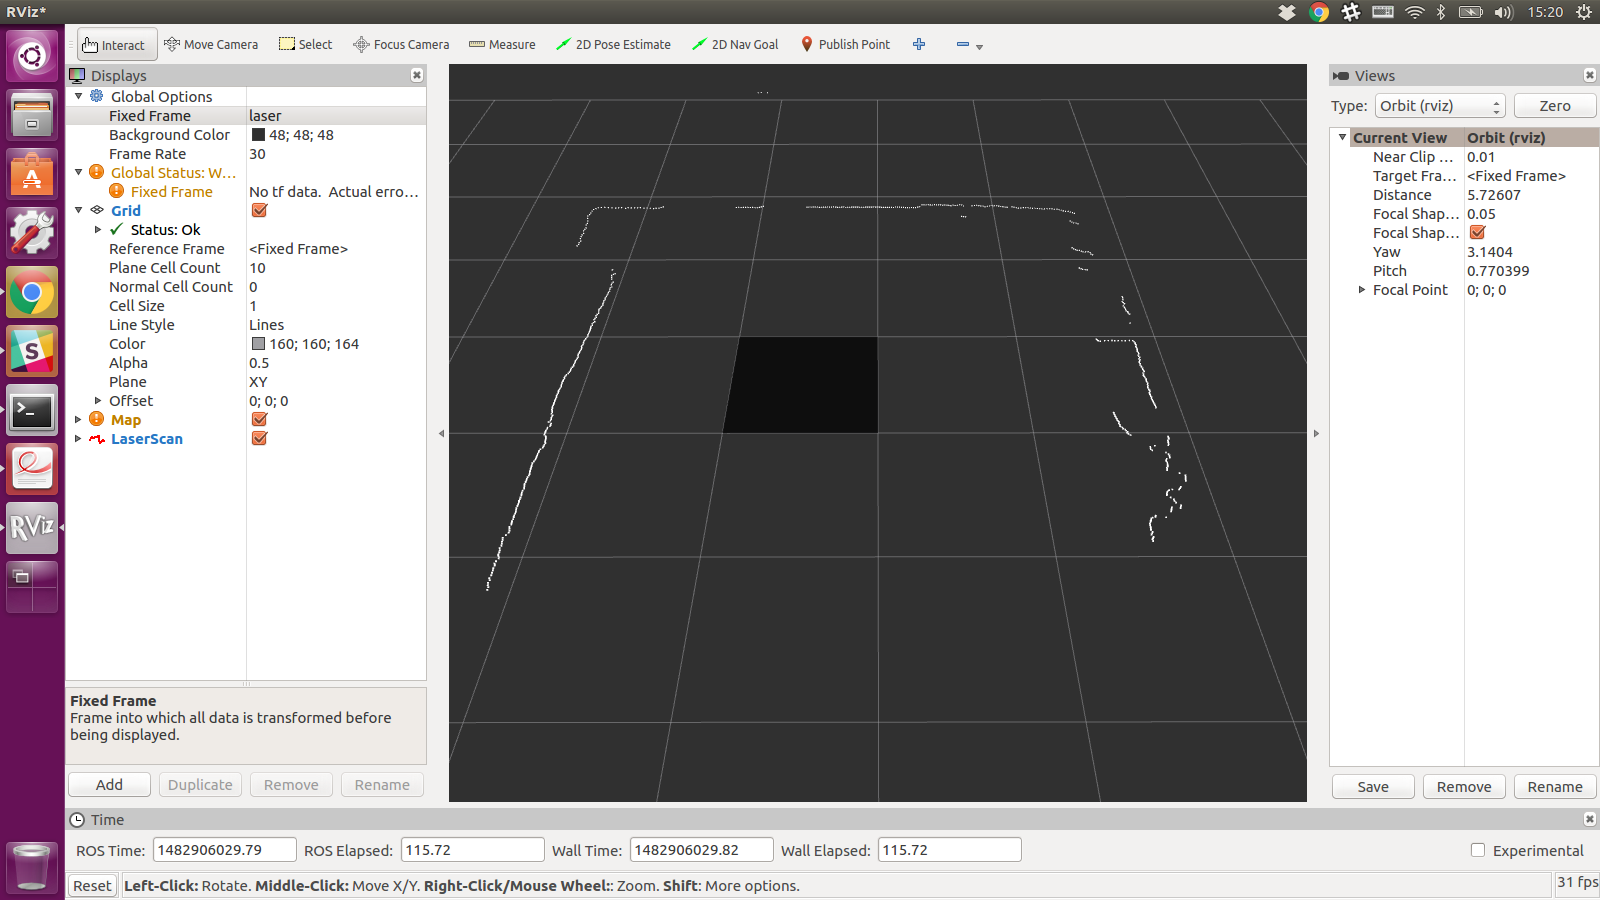 RViz*
15:20
Interact
Move Camera
Select
Focus Camera
Measure
2D Pose Estimate
2D Nav Goal
Publish Point
Displays
Global Options
Fixed Frame laser
Background Color 48; 48; 48
Frame Rate 30
Global Status: W...
Fixed Frame No tf data. Actual erro...
Grid
Status: Ok
Reference Frame <Fixed Frame>
Plane Cell Count 10
Normal Cell Count 0
Cell Size 1
Line Style Lines
Color 160; 160; 164
Alpha 0.5
Plane XY
Offset 0; 0; 0
Map
LaserScan
Fixed Frame
Frame into which all data is transformed before
being displayed.
Add Duplicate Remove Rename
Views
Type: Orbit (rviz) Zero
Current View Orbit (rviz)
Near Clip ... 0.01
Target Fra... <Fixed Frame>
Distance 5.72607
Focal Shap... 0.05
Focal Shap...
Yaw 3.1404
Pitch 0.770399
Focal Point 0; 0; 0
Save Remove Rename
Time
ROS Time: 1482906029.79 ROS Elapsed: 115.72 Wall Time: 1482906029.82 Wall Elapsed: 115.72 Experimental
Reset Left-Click: Rotate. Middle-Click: Move X/Y. Right-Click/Mouse Wheel:: Zoom. Shift: More options. 31 fps
A
S
>_
RViz